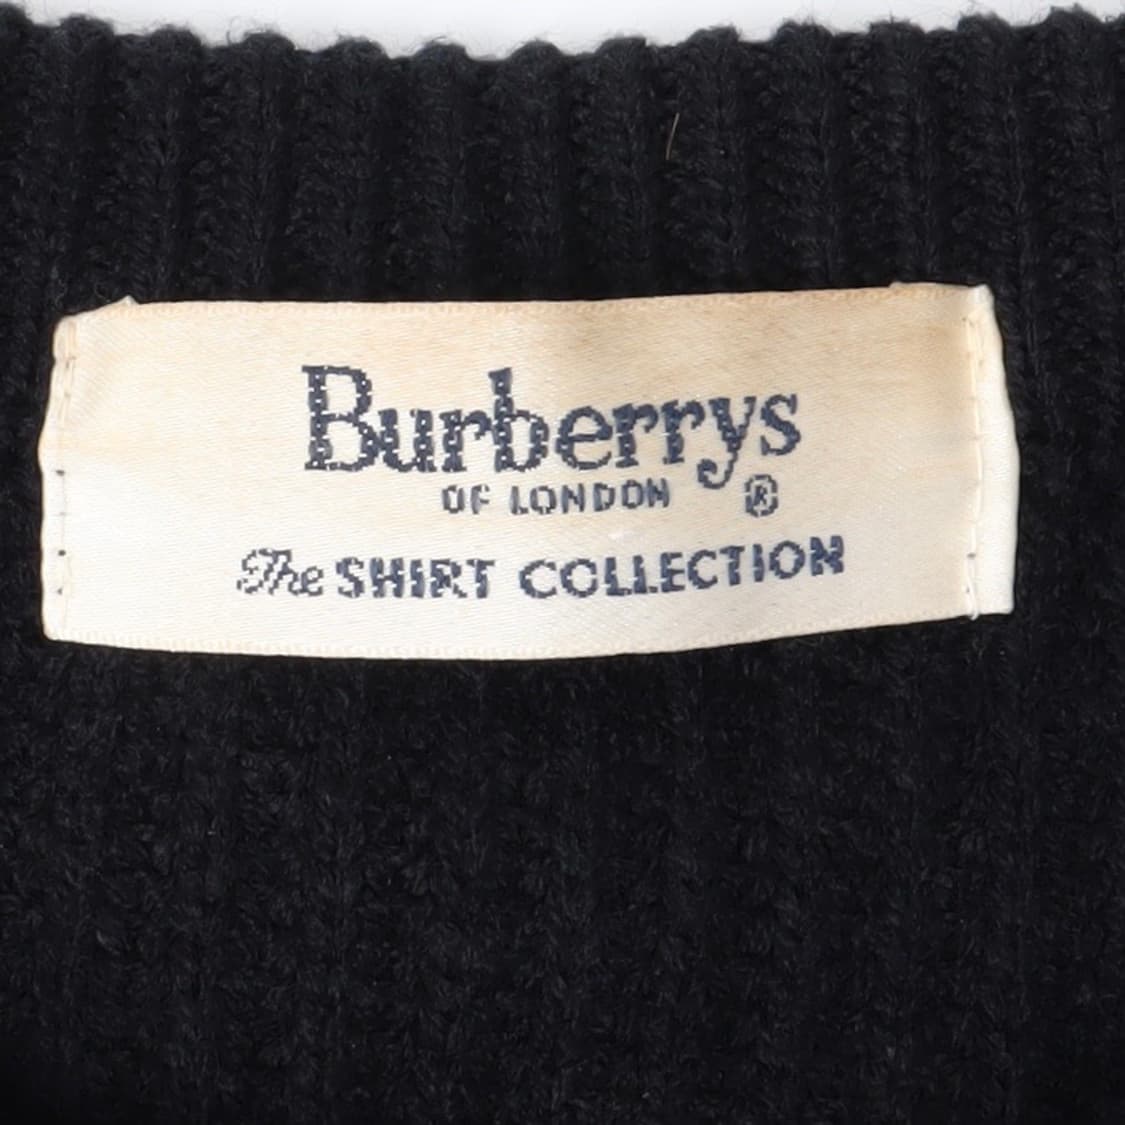 Burberrys
OF LONDON ®
The SHIRT COLLECTION